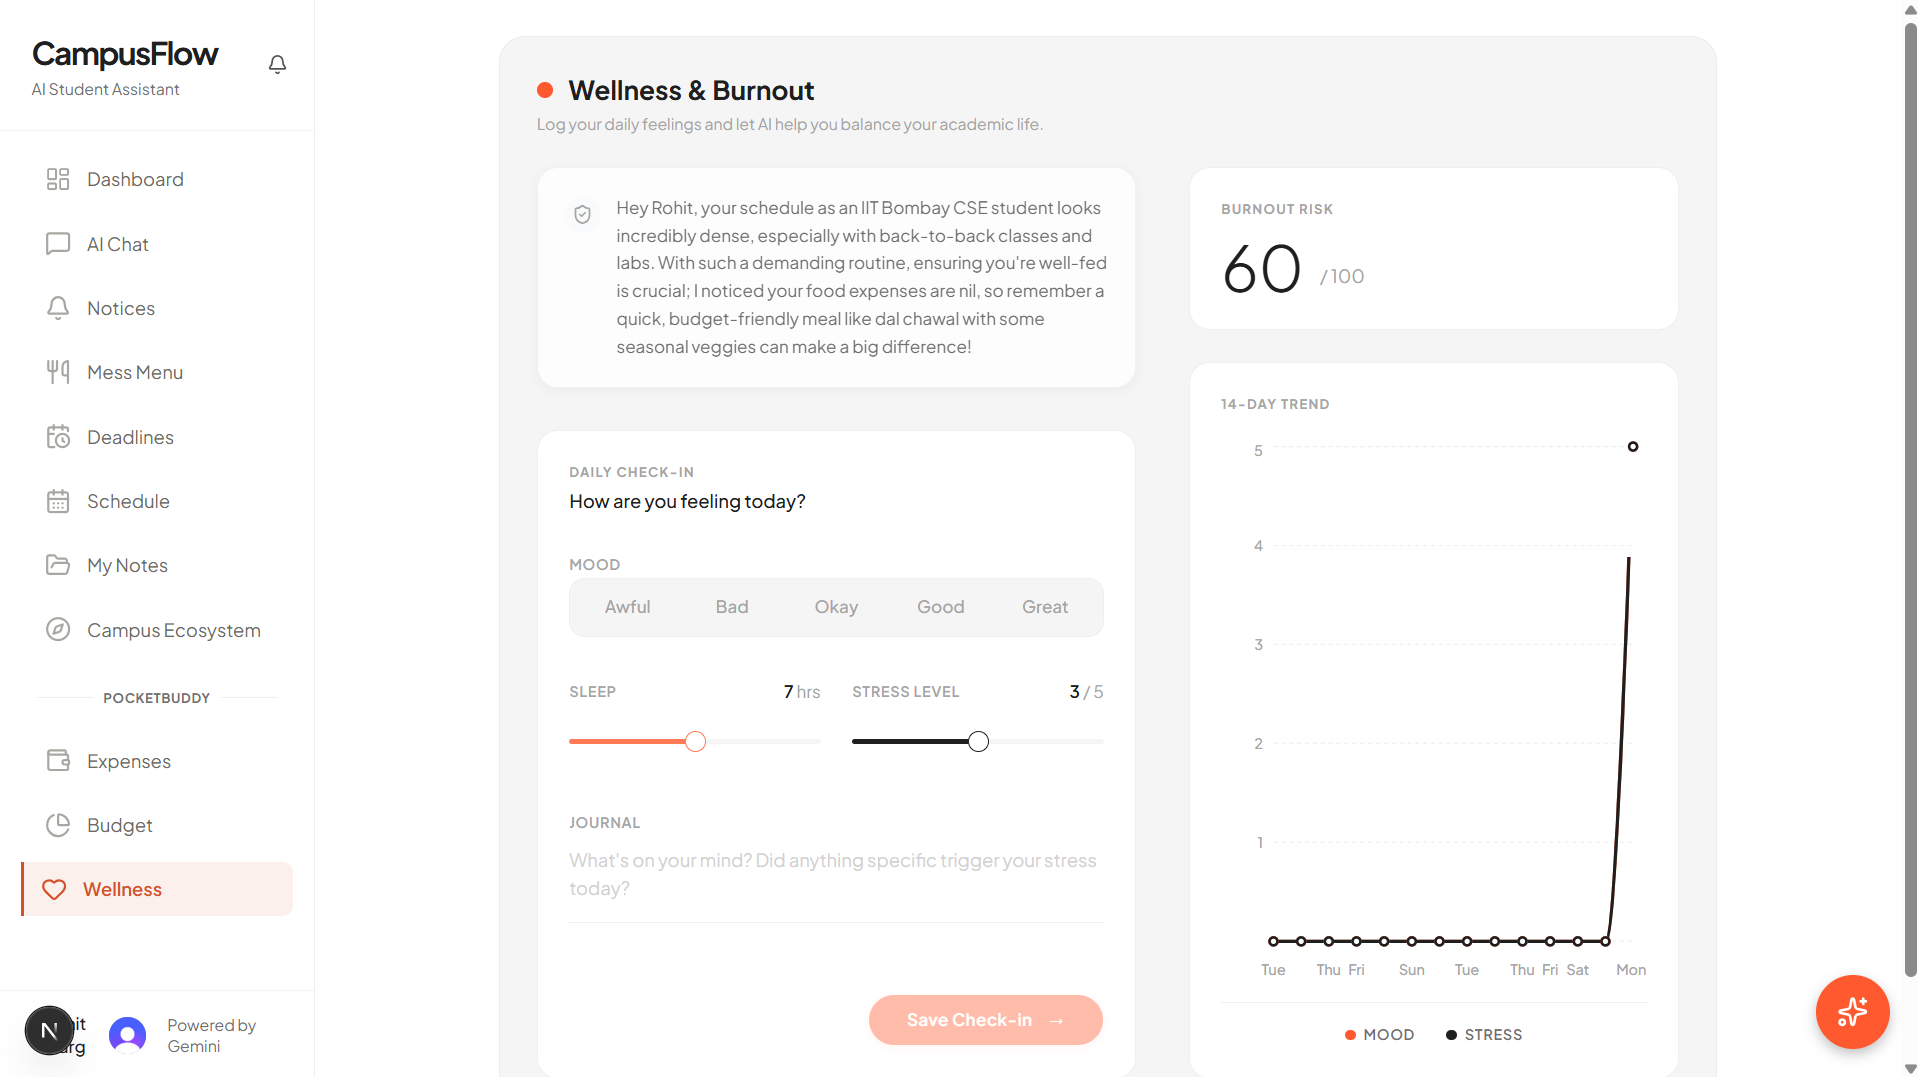 CampusFlow
AI Student Assistant
Dashboard
AI Chat
Notices
Mess Menu
Deadlines
Schedule
My Notes
Campus Ecosystem
POCKETBUDDY
Expenses
Budget
Wellness
N
Powered by
Gemini
Wellness & Burnout
Log your daily feelings and let AI help you balance your academic life.
Hey Rohit, your schedule as an IIT Bombay CSE student looks
incredibly dense, especially with back-to-back classes and
labs. With such a demanding routine, ensuring you're well-fed
is crucial; I noticed your food expenses are nil, so remember a
quick, budget-friendly meal like dal chawal with some
seasonal veggies can make a big difference!
DAILY CHECK-IN
How are you feeling today?
MOOD
Awful Bad Okay Good Great
SLEEP 7 hrs STRESS LEVEL 3 / 5
JOURNAL
What's on your mind? Did anything specific trigger your stress
today?
Save Check-in →
BURNOUT RISK
60 / 100
14-DAY TREND
5
4
3
2
1
Tue Thu Fri Sun Tue Thu Fri Sat Mon
MOOD STRESS